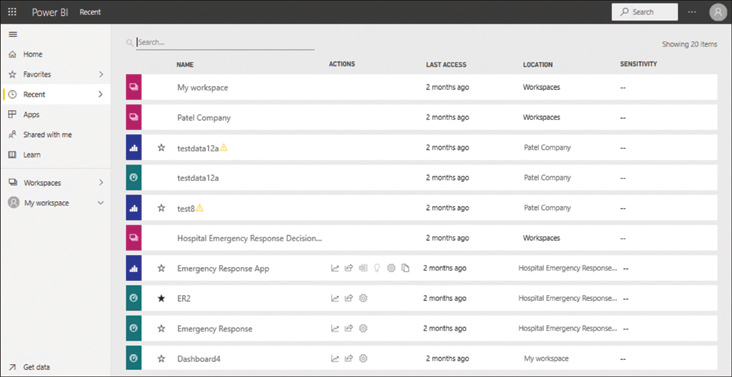 Power BI Recent Search ...
Search... Showing 20 items
Home
Favorites
Recent
Apps
Shared with me
Learn
Workspaces
My workspace
Get data
NAME ACTIONS LAST ACCESS LOCATION SENSITIVITY
My workspace 2 months ago Workspaces --
Patel Company 2 months ago Workspaces --
testdata12a 2 months ago Patel Company --
testdata12a 2 months ago Patel Company --
test8 2 months ago Patel Company --
Hospital Emergency Response Decision... 2 months ago Workspaces --
Emergency Response App 2 months ago Hospital Emergency Response... --
ER2 2 months ago Hospital Emergency Response... --
Emergency Response 2 months ago Hospital Emergency Response... --
Dashboard4 2 months ago My workspace --